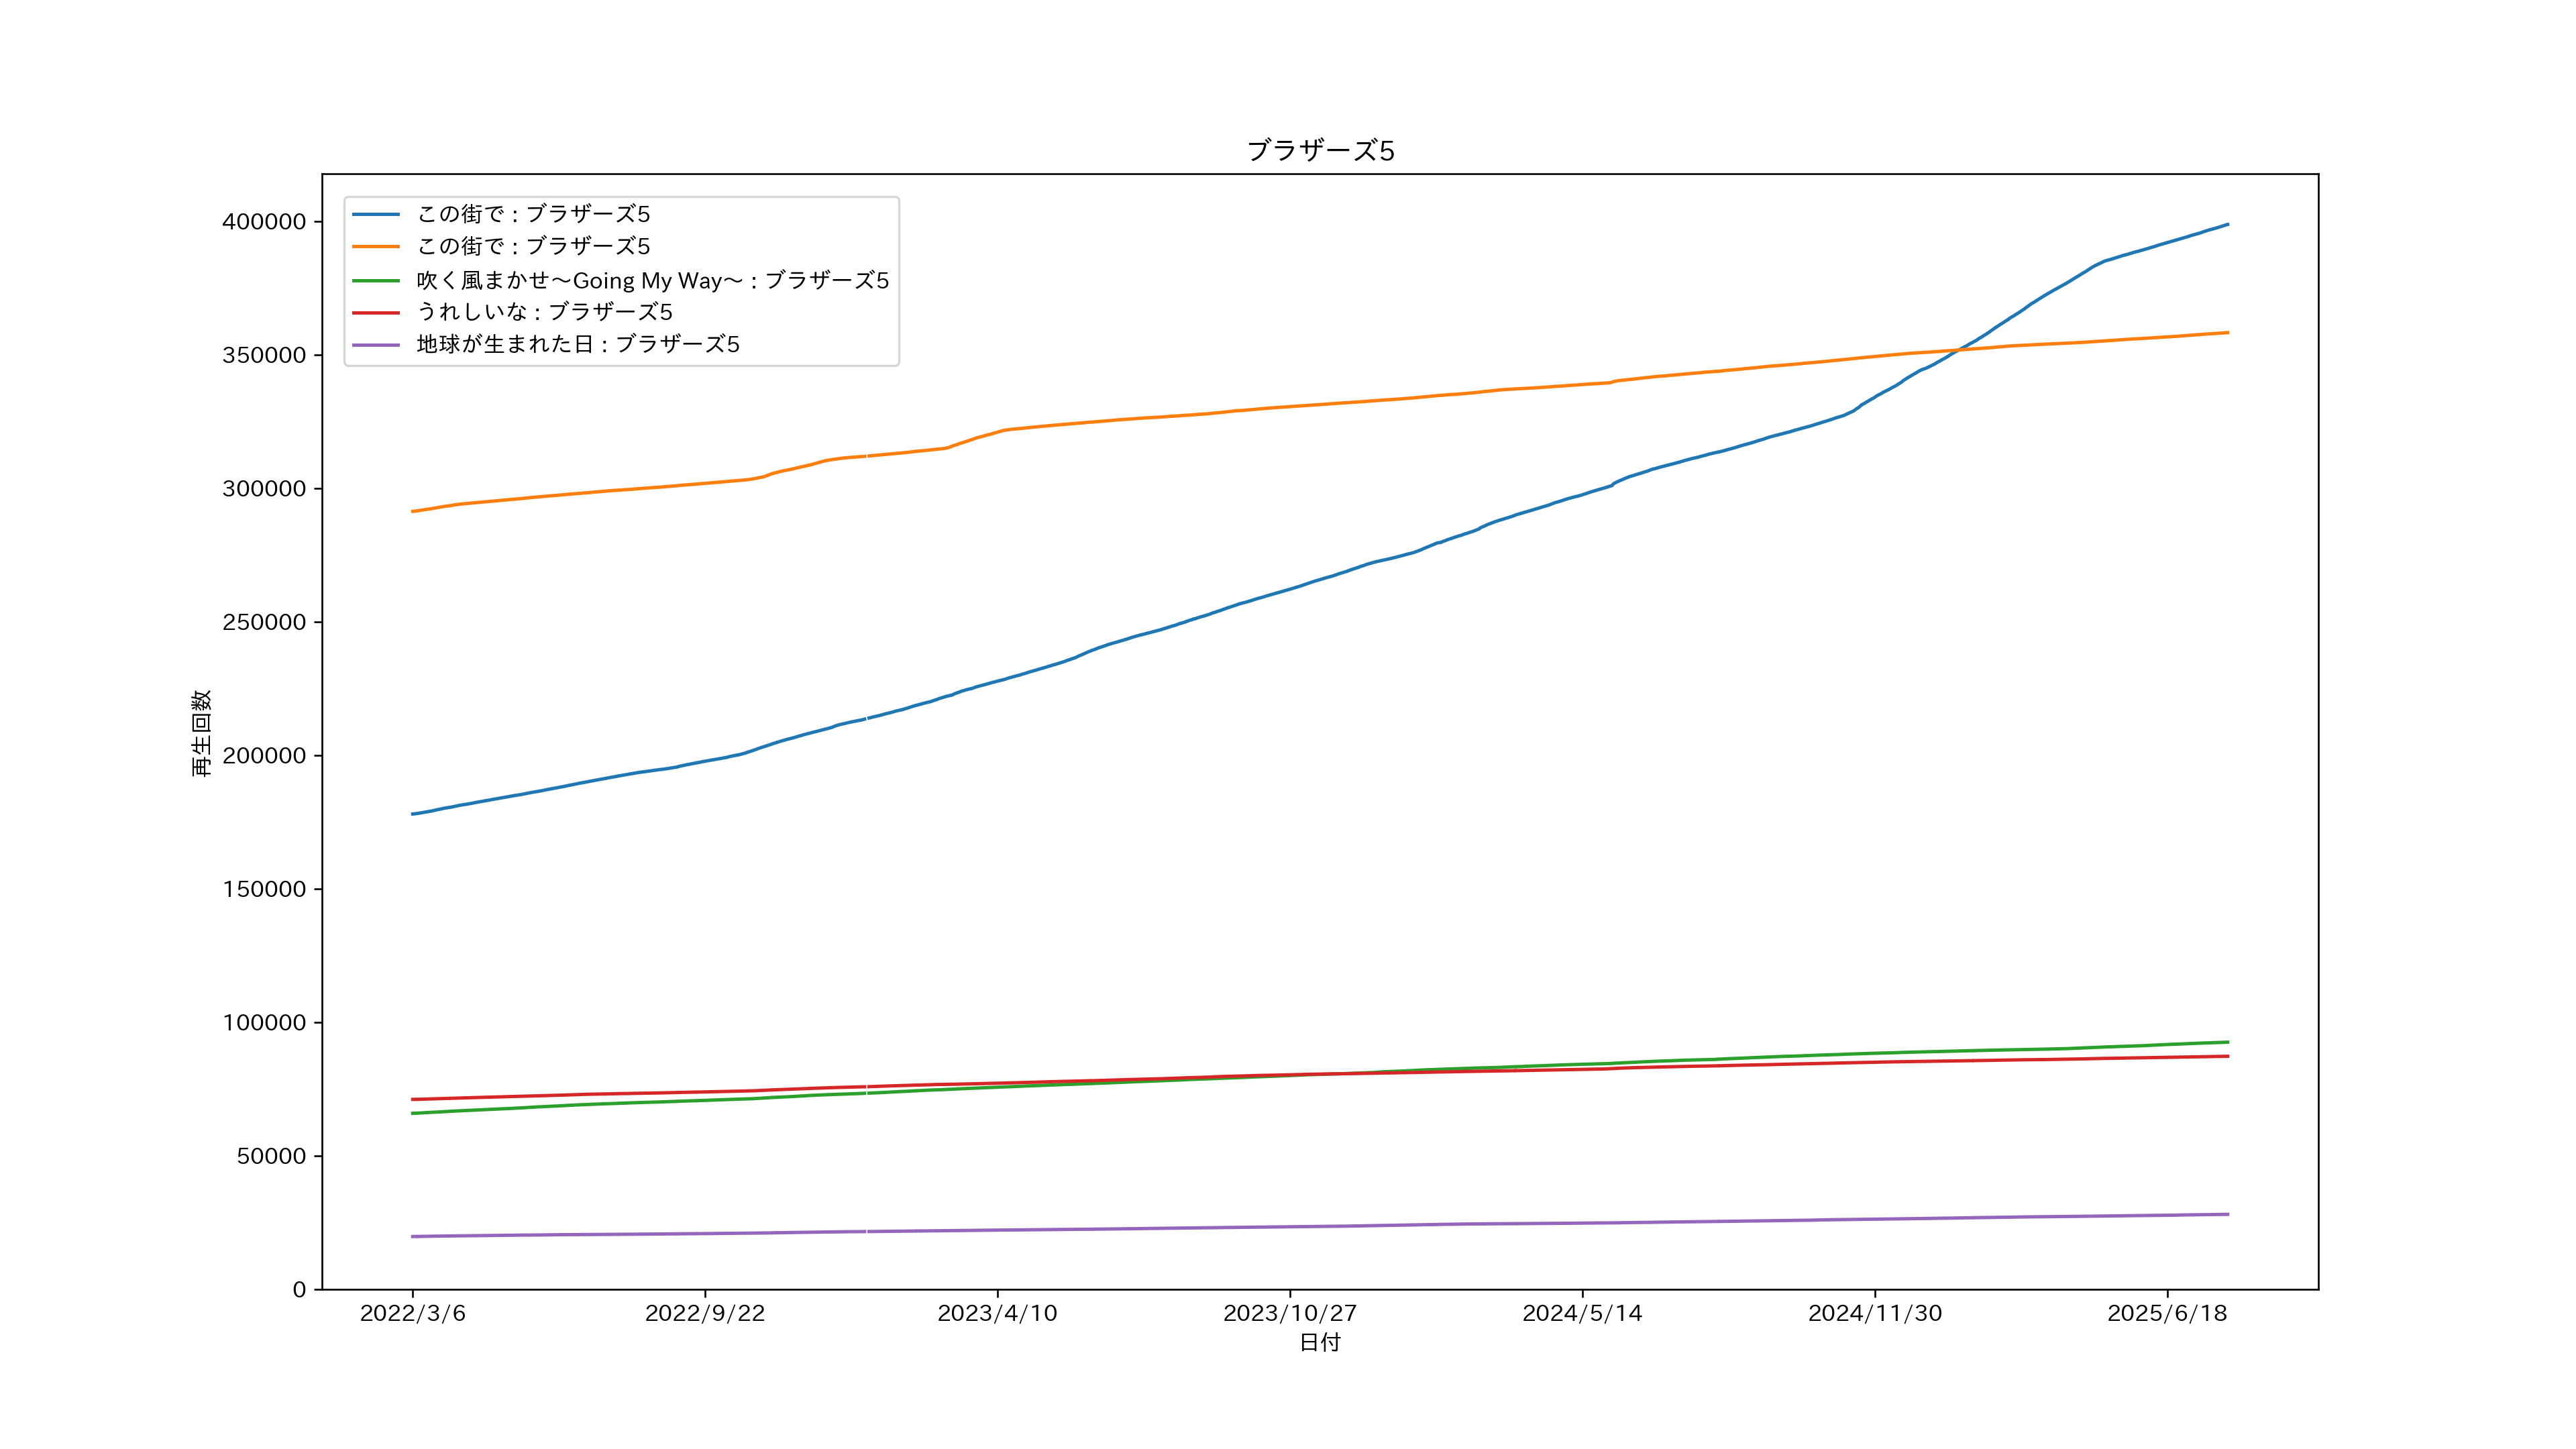 ブラザーズ5
この街で : ブラザーズ5
この街で : ブラザーズ5
吹く風まかせ～Going My Way～ : ブラザーズ5
うれしいな : ブラザーズ5
地球が生まれた日 : ブラザーズ5
400000
350000
300000
250000
200000
150000
100000
50000
0
再生回数
2022/3/6
2022/9/22
2023/4/10
2023/10/27
2024/5/14
2024/11/30
2025/6/18
日付